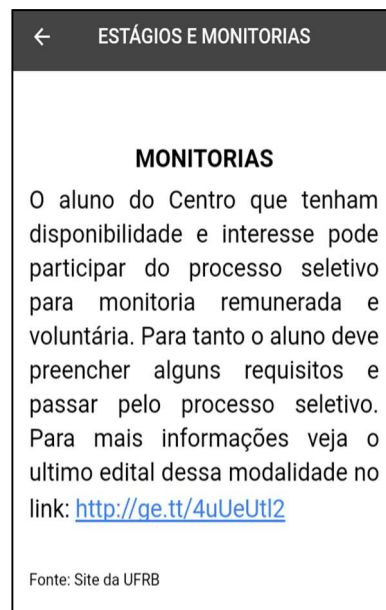 ← ESTÁGIOS E MONITORIAS
MONITORIAS
O aluno do Centro que tenham
disponibilidade e interesse pode
participar do processo seletivo
para monitoria remunerada e
voluntária. Para tanto o aluno deve
preencher alguns requisitos e
passar pelo processo seletivo.
Para mais informações veja o
ultimo edital dessa modalidade no
link: http://ge.tt/4uUeUtl2
Fonte: Site da UFRB